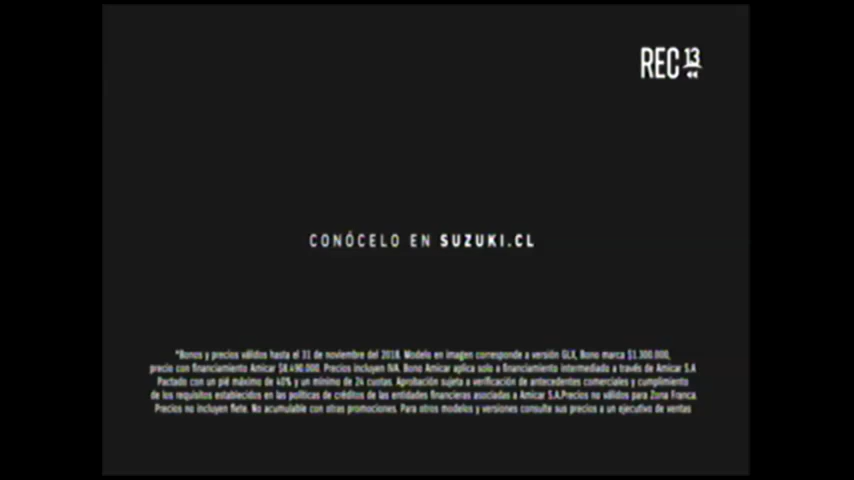 REC 13
CONÓCELO EN SUZUKI.CL
*Bonos y precios válidos hasta el 31 de noviembre del 2018. Modelo en imagen corresponde a versión GLX, Bono marca $1.300.000,
precio con financiamiento Amicar $8.490.000. Precios incluyen IVA. Bono Amicar aplica solo a financiamiento intermediado a través de Amicar S.A
Pactado con un pie máximo de 40% y un mínimo de 24 cuotas. Aprobación sujeta a verificación de antecedentes comerciales y cumplimiento
de los requisitos establecidos en las políticas de créditos de las entidades financieras asociadas a Amicar S.A.Precios no válidos para Zona Franca.
Precios no incluyen flete. No acumulable con otras promociones. Para otros modelos y versiones consulta sus precios a un ejecutivo de ventas